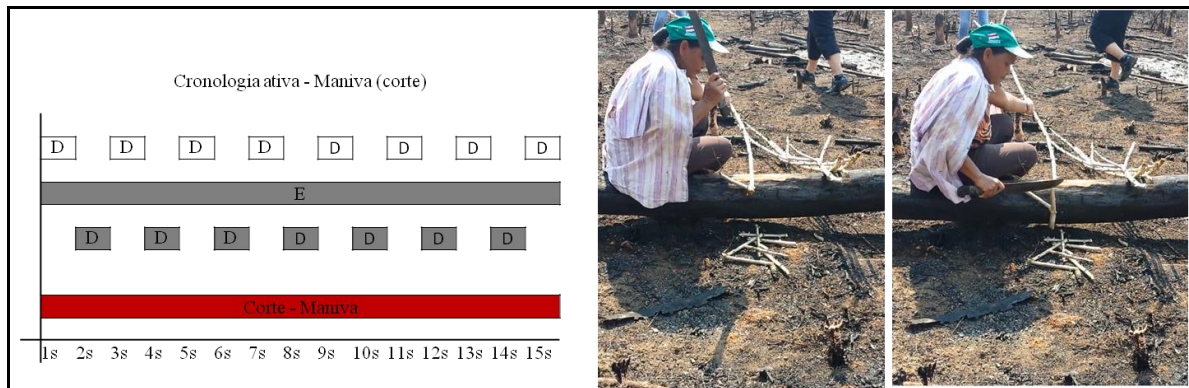 Cronologia ativa - Maniva (corte)
D D D D D D D D
E
D D D D D D D
Corte - Maniva
1s 2s 3s 4s 5s 6s 7s 8s 9s 10s 11s 12s 13s 14s 15s